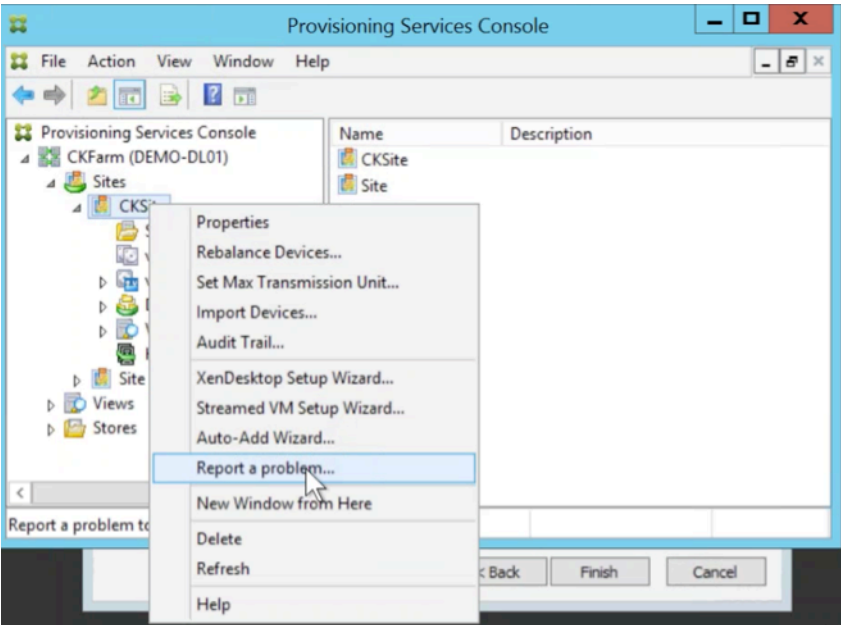 Provisioning Services Console
File Action View Window Help
Provisioning Services Console
CKFarm (DEMO-DL01)
Sites
Site
Views
Stores
Name Description
CKSite
Site
Properties
Rebalance Devices...
Set Max Transmission Unit...
Import Devices...
Audit Trail...
XenDesktop Setup Wizard...
Streamed VM Setup Wizard...
Auto-Add Wizard...
Report a problem...
New Window from Here
Delete
Refresh
Help
Report a problem
Back Finish Cancel